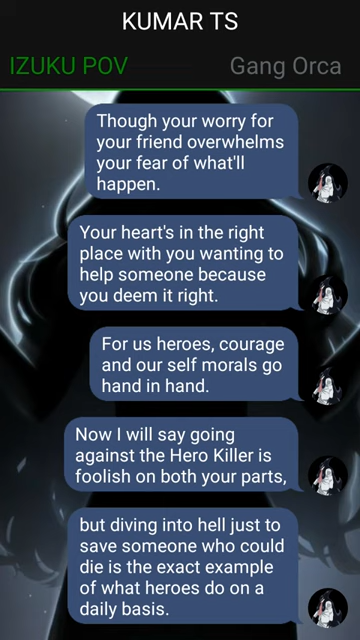 KUMAR TS
IZUKU POV
Gang Orca
Though your worry for
your friend overwhelms
your fear of what'll
happen.
Your heart's in the right
place with you wanting to
help someone because
you deem it right.
For us heroes, courage
and our self morals go
hand in hand.
Now I will say going
against the Hero Killer is
foolish on both your parts,
but diving into hell just to
save someone who could
die is the exact example
of what heroes do on a
daily basis.